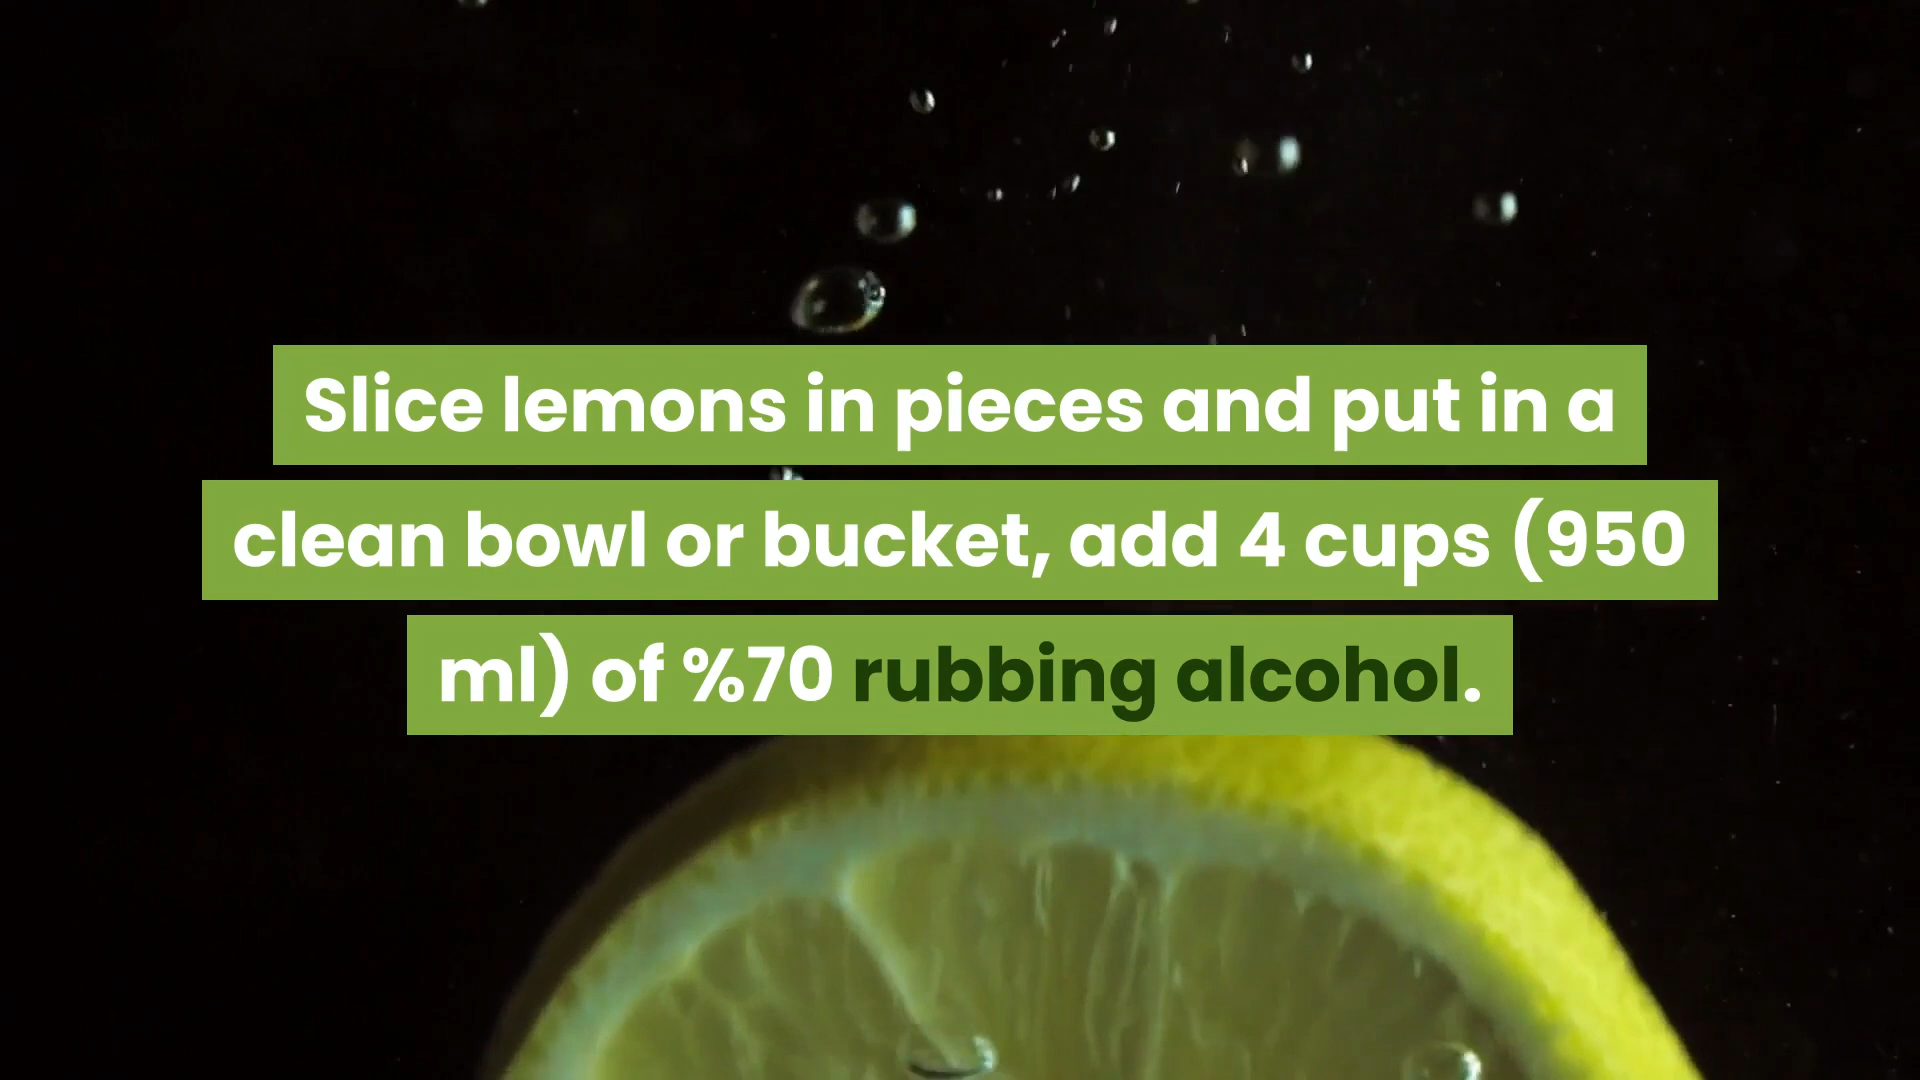 Slice lemons in pieces and put in a
clean bowl or bucket, add 4 cups (950
ml) of %70 rubbing alcohol.